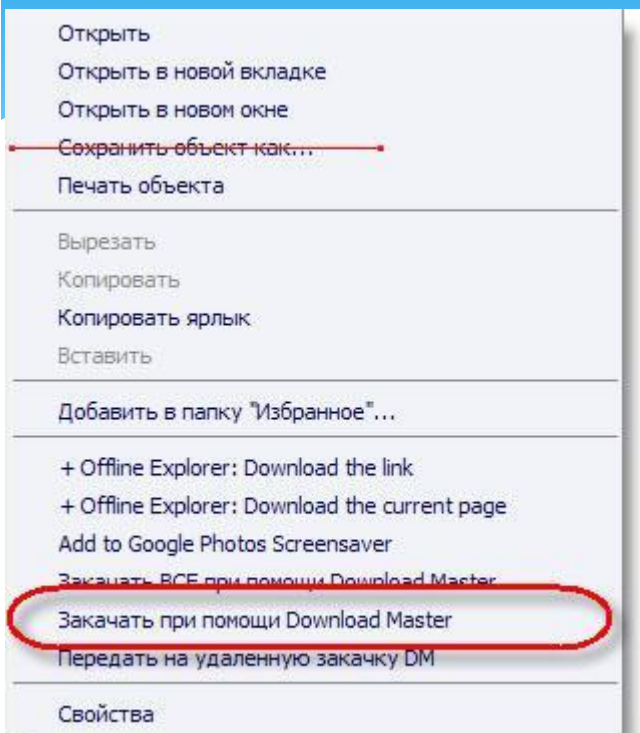 Открыть
Открыть в новой вкладке
Открыть в новом окне
Сохранить объект как...
Печать объекта
Вырезать
Копировать
Копировать ярлык
Вставить
Добавить в папку "Избранное"...
+ Offline Explorer: Download the link
+ Offline Explorer: Download the current page
Add to Google Photos Screensaver
Закачать ВСЕ при помощи Download Master
Закачать при помощи Download Master
Передать на удаленную закачку DM
Свойства